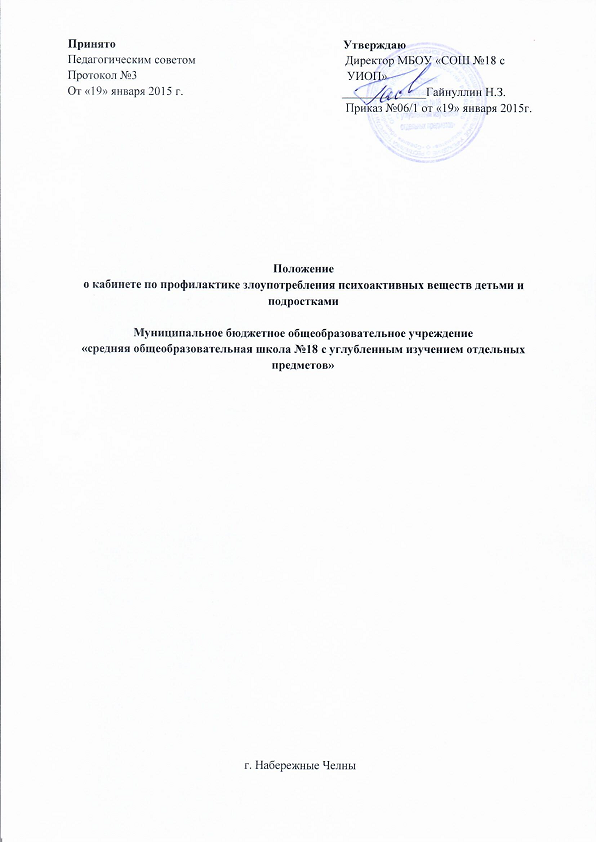 Принято
Педагогическим советом
Протокол №3
От «19» января 2015 г.
Утверждаю
Директор МБОУ «СОШ №18 с
УИОП»
Гайнуллин Н.З.
Приказ №06/1 от «19» января 2015г.
Положение
о кабинете по профилактике злоупотребления психоактивных веществ детьми и
подростками
Муниципальное бюджетное общеобразовательное учреждение
«средняя общеобразовательная школа №18 с углубленным изучением отдельных
предметов»
г. Набережные Челны